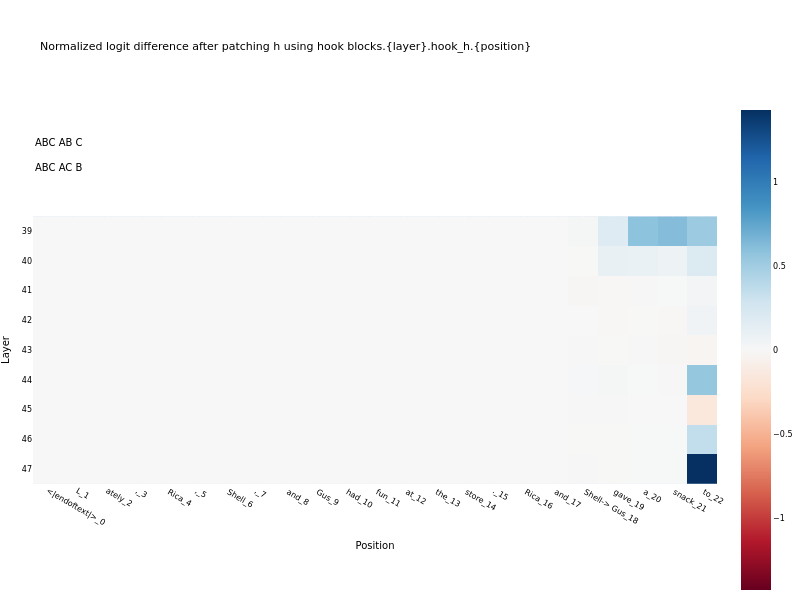 Normalized logit difference after patching h using hook blocks.{layer}.hook_h.{position}
ABC AB C
ABC AC B
Layer
39
40
41
42
43
44
45
46
47
1
0.5
0
−0.5
−1
<|endoftext|>_0
L_1
ately_2
,_3
Rica_4
,_5
Shell_6
,_7
and_8
Gus_9
had_10
fun_11
at_12
the_13
store_14
._15
Rica_16
and_17
Shell-> Gus_18
gave_19
a_20
snack_21
to_22
Position